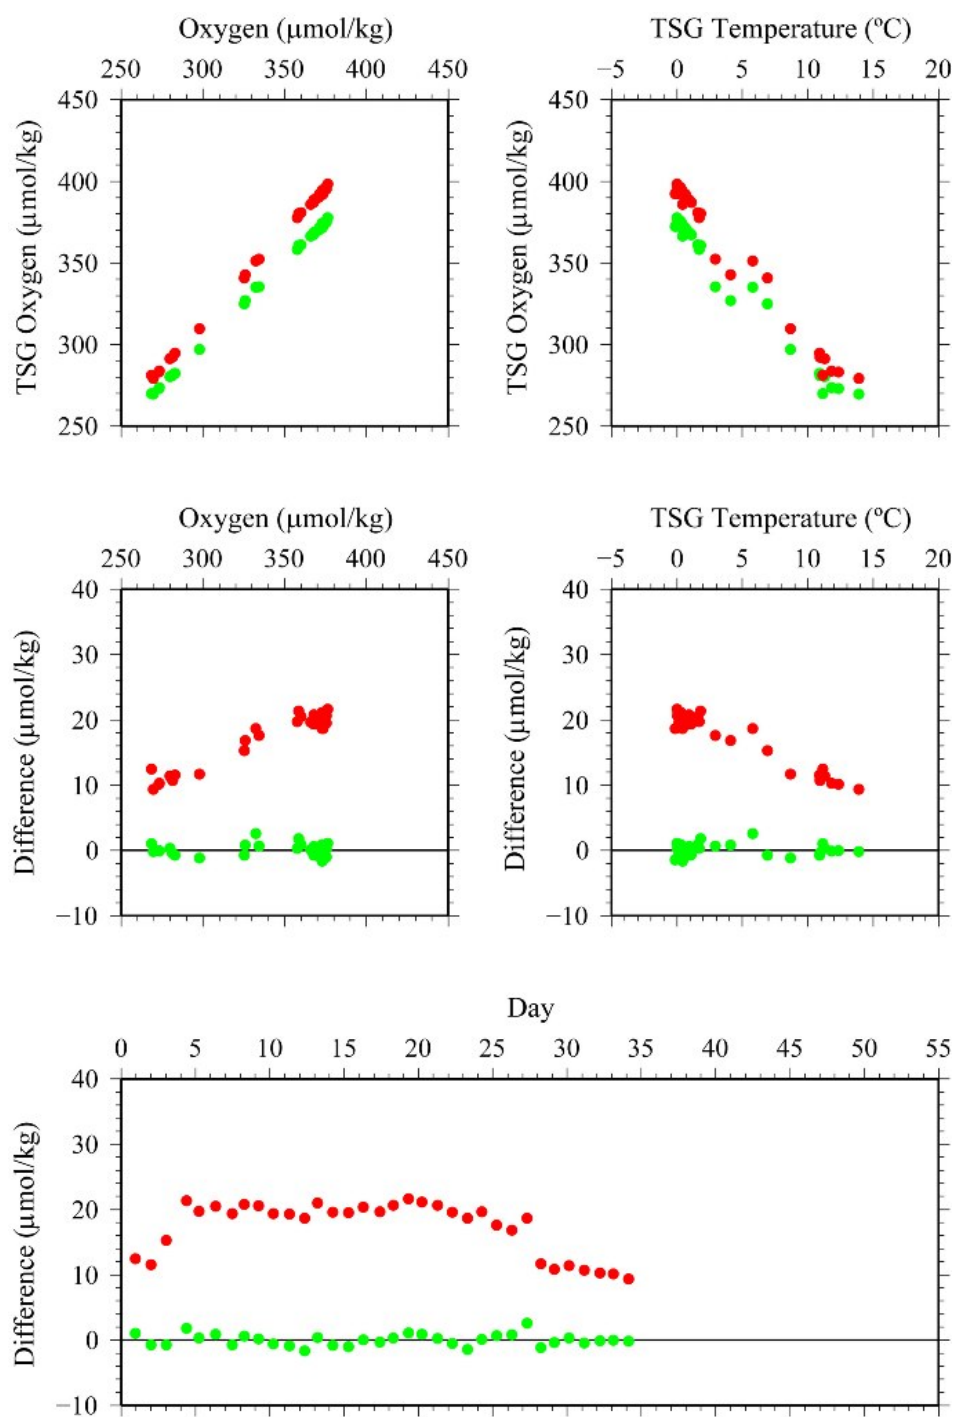 Oxygen (μmol/kg) TSG Temperature (ºC)
250 300 350 400 450 −5 0 5 10 15 20
450 450
400 400
350 350
300 300
250 250
TSG Oxygen (μmol/kg) TSG Oxygen (μmol/kg)
Oxygen (μmol/kg) TSG Temperature (ºC)
250 300 350 400 450 −5 0 5 10 15 20
40 40
30 30
20 20
10 10
0 0
−10 −10
Difference (μmol/kg) Difference (μmol/kg)
Day
0 5 10 15 20 25 30 35 40 45 50 55
40
30
20
10
0
−10
Difference (μmol/kg)